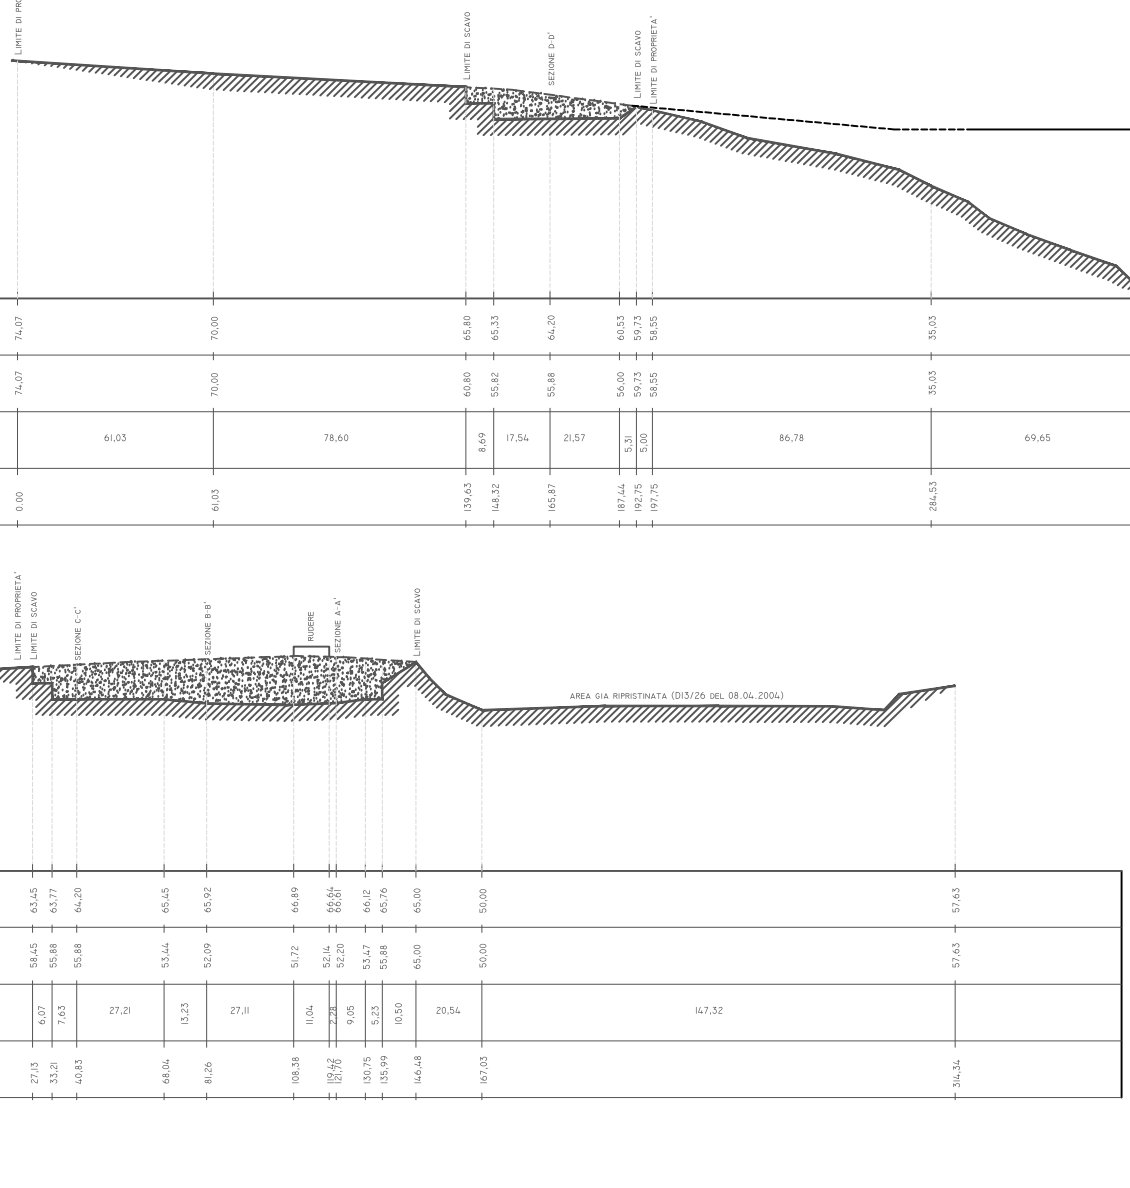 LIMITE DI PRO
LIMITE DI SCAVO
SEZIONE D-D'
LIMITE DI SCAVO
LIMITE DI PROPRIETA'
74,07 70,00 65,80 65,33 64,20 60,53 59,73 58,55 35,03
74,07 70,00 60,80 55,82 55,88 56,00 59,73 58,55 35,03
61,03 78,60 8,69 17,54 21,57 5,31 5,00 86,78 69,65
0.00 61,03 139,63 148,32 165,87 187,44 192,75 197,75 284,53
LIMITE DI PROPRIETA'
LIMITE DI SCAVO
SEZIONE C-C'
SEZIONE B-B'
RUDERE
SEZIONE A-A'
LIMITE DI SCAVO
AREA GIA RIPRISTINATA (D13/26 DEL 08.04.2004)
63,45 63,77 64,20 65,45 65,92 66,89 66,64 66,61 66,12 65,76 65,00 50,00 57,63
58,45 55,88 55,88 53,44 52,09 51,72 52,14 52,20 53,47 55,88 65,00 50,00 57,63
6,07 7,63 27,21 13,23 27,11 11,04 2,28 9,05 5,23 10,50 20,54 147,32
27,13 33,21 40,83 68,04 81,26 108,38 119,42 121,70 130,75 135,99 146,48 167,03 314,34